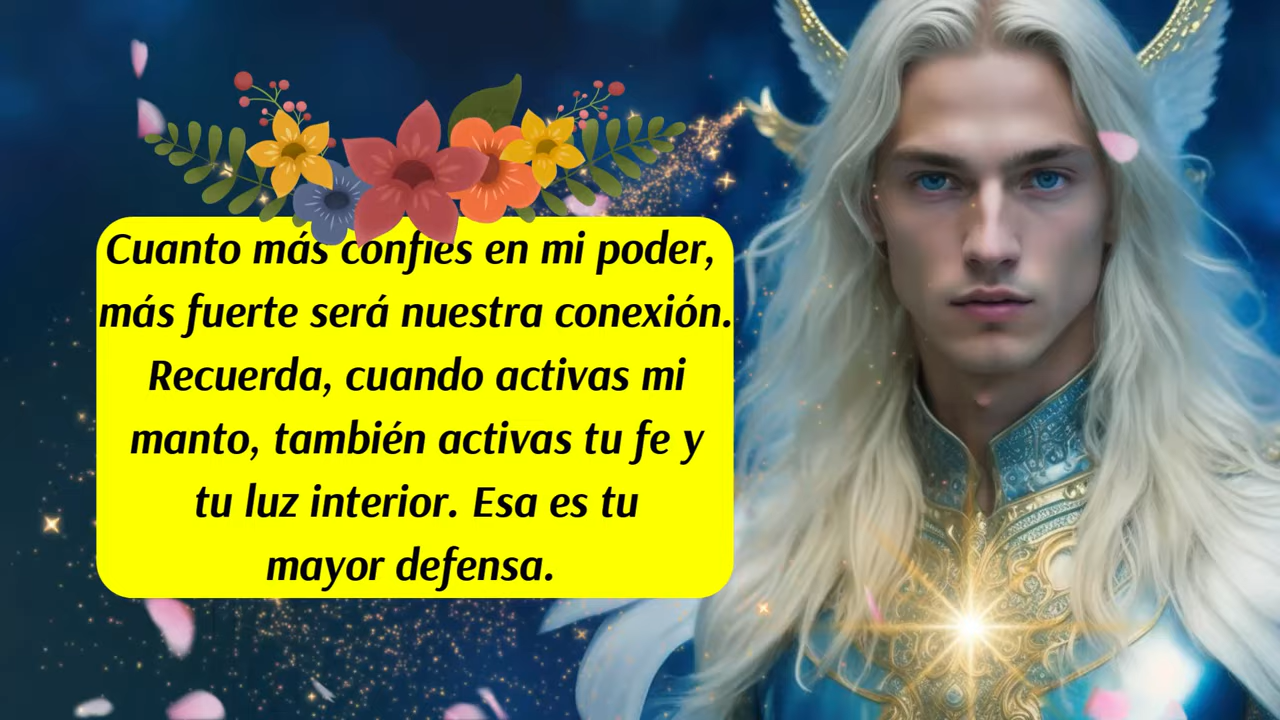 Cuanto más confíes en mi poder,
más fuerte será nuestra conexión.
Recuerda, cuando activas mi
manto, también activas tu fe y
tu luz interior. Esa es tu
mayor defensa.